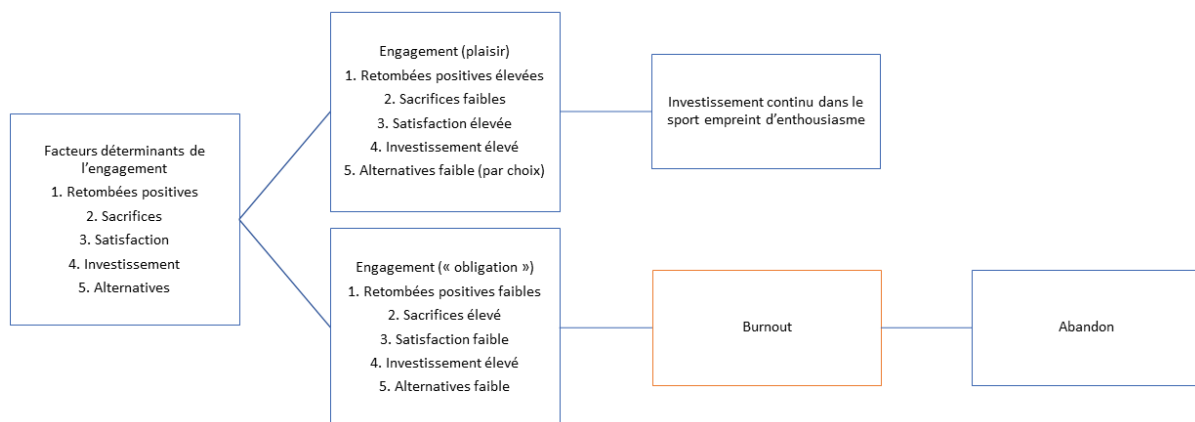 Facteurs déterminants de
l'engagement
1. Retombées positives
2. Sacrifices
3. Satisfaction
4. Investissement
5. Alternatives
Engagement (plaisir)
1. Retombées positives élevées
2. Sacrifices faibles
3. Satisfaction élevée
4. Investissement élevé
5. Alternatives faible (par choix)
Investissement continu dans le
sport empreint d'enthousiasme
Engagement (« obligation »)
1. Retombées positives faibles
2. Sacrifices élevé
3. Satisfaction faible
4. Investissement élevé
5. Alternatives faible
Burnout
Abandon